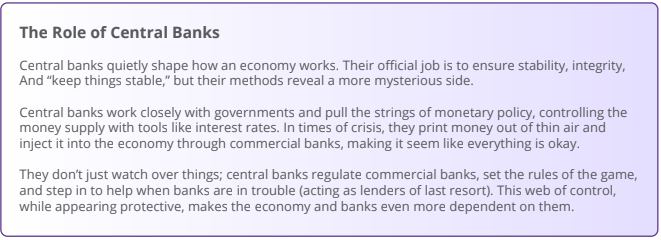 The Role of Central Banks
Central banks quietly shape how an economy works. Their official job is to ensure stability, integrity,
And “keep things stable,” but their methods reveal a more mysterious side.
Central banks work closely with governments and pull the strings of monetary policy, controlling the
money supply with tools like interest rates. In times of crisis, they print money out of thin air and
inject it into the economy through commercial banks, making it seem like everything is okay.
They don’t just watch over things; central banks regulate commercial banks, set the rules of the game,
and step in to help when banks are in trouble (acting as lenders of last resort). This web of control,
while appearing protective, makes the economy and banks even more dependent on them.